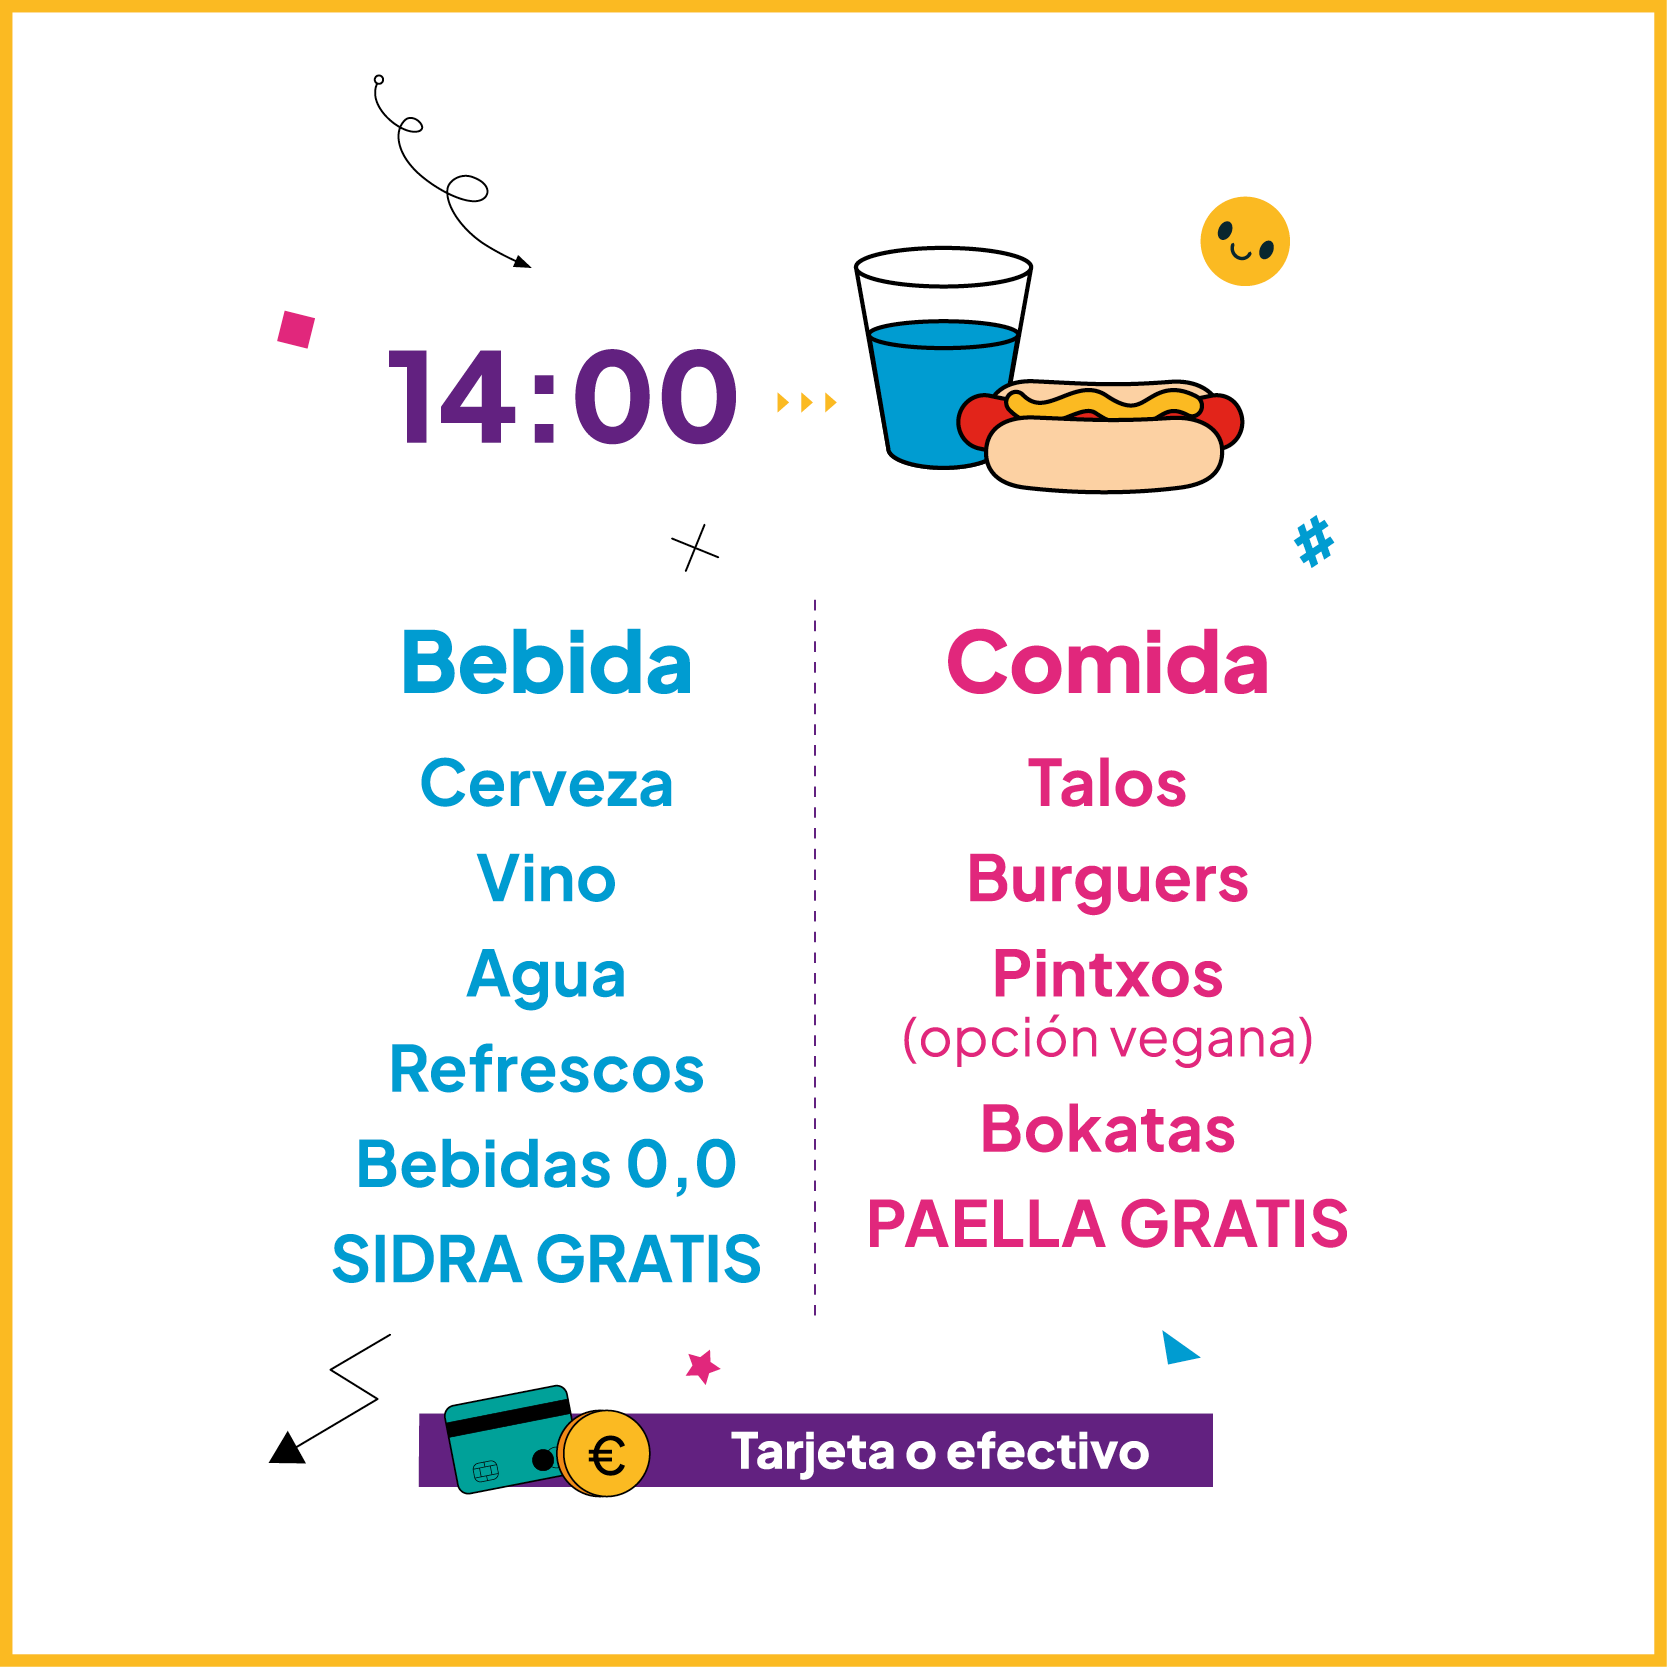 14:00
#
Bebida
Cerveza
Vino
Agua
Refrescos
Bebidas 0,0
SIDRA GRATIS
Comida
Talos
Burguers
Pintxos
(opción vegana)
Bokatas
PAELLA GRATIS
€
Tarjeta o efectivo